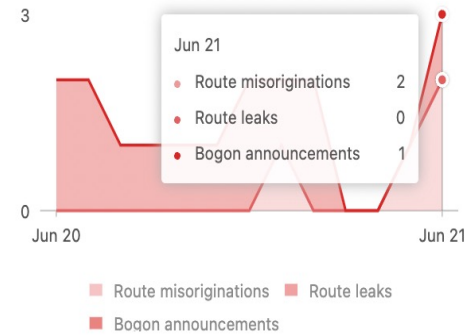 3
Jun 21
Route misoriginations 2
Route leaks 0
Bogon announcements 1
0
Jun 20 Jun 21
Route misoriginations Route leaks
Bogon announcements